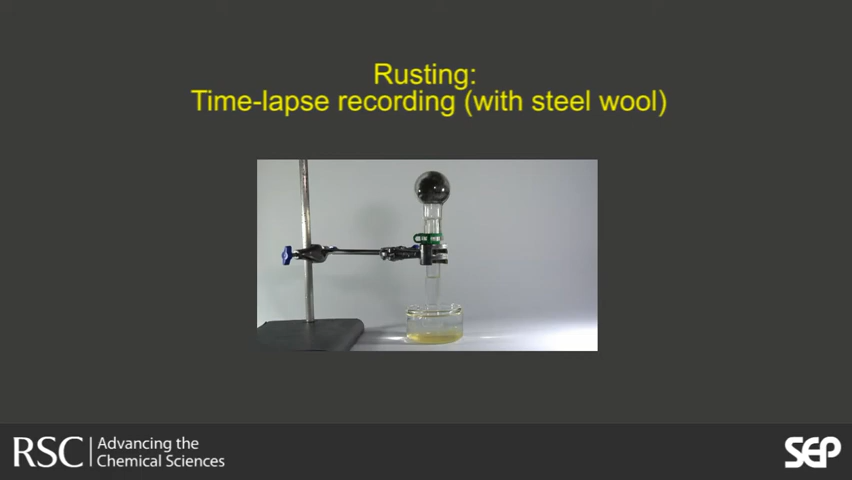 Rusting:
Time-lapse recording (with steel wool)
RSC
Advancing the
Chemical Sciences
SEP